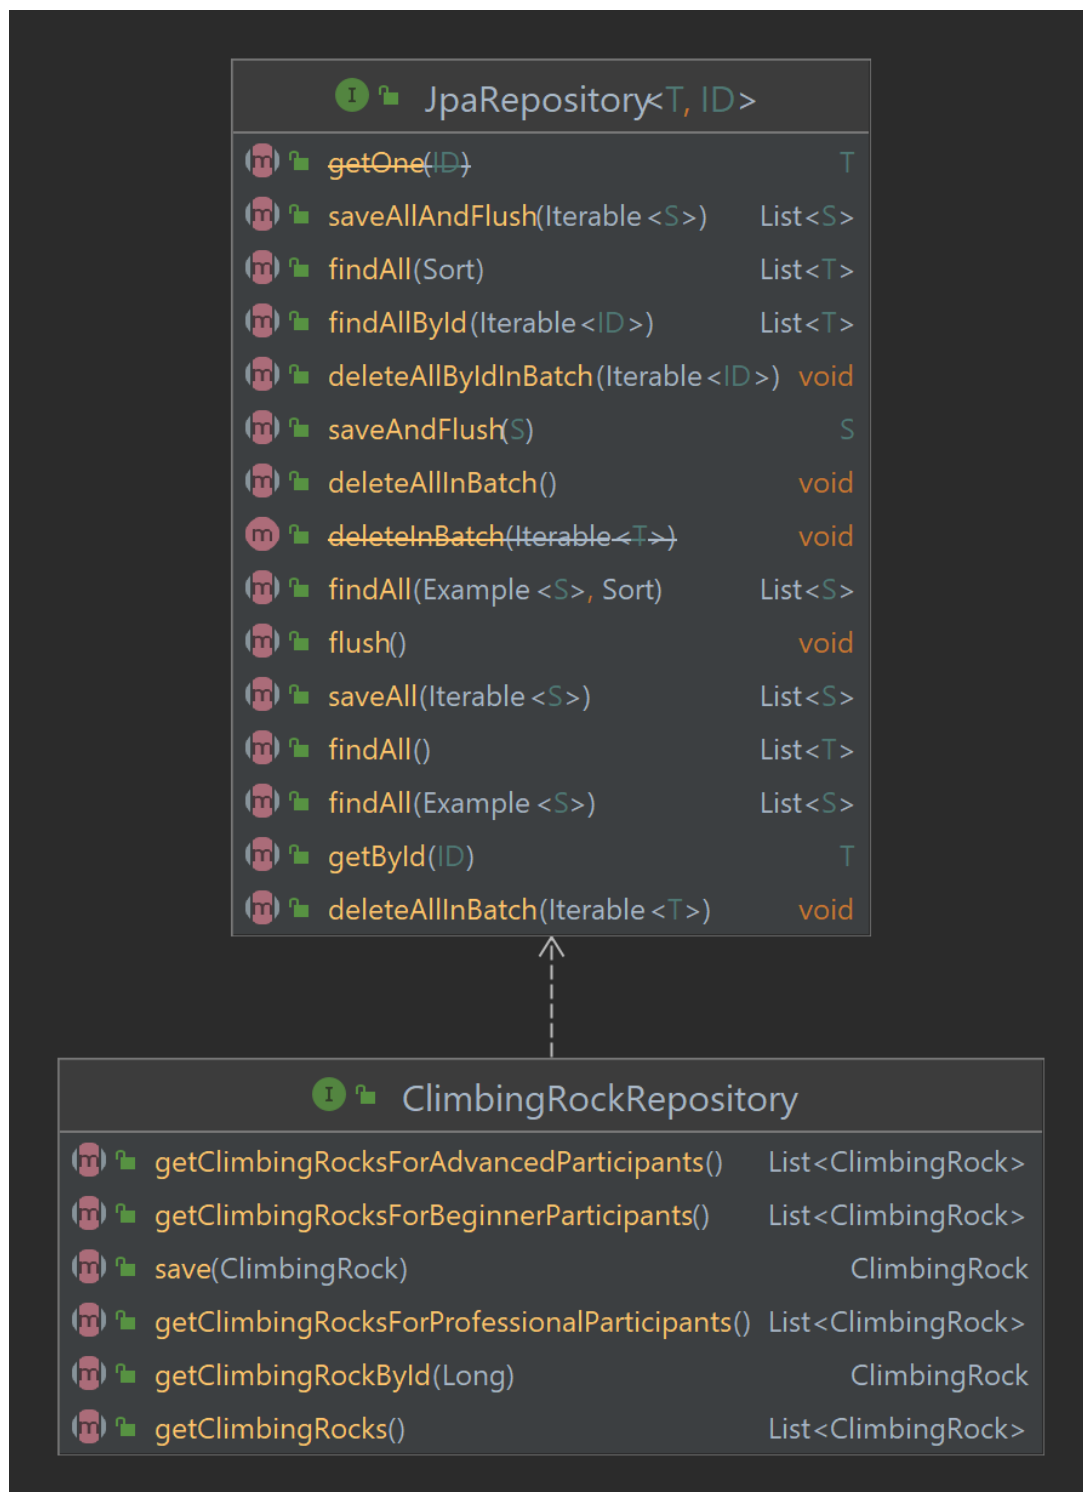 I JpaRepository<T, ID>
m getOne(ID) T
m saveAllAndFlush(Iterable<S>) List<S>
m findAll(Sort) List<T>
m findAllById(Iterable<ID>) List<T>
m deleteAllByIdInBatch(Iterable<ID>) void
m saveAndFlush(S) S
m deleteAllInBatch() void
m deleteInBatch(Iterable<T>) void
m findAll(Example<S>, Sort) List<S>
m flush() void
m saveAll(Iterable<S>) List<S>
m findAll() List<T>
m findAll(Example<S>) List<S>
m getById(ID) T
m deleteAllInBatch(Iterable<T>) void
I ClimbingRockRepository
m getClimbingRocksForAdvancedParticipants() List<ClimbingRock>
m getClimbingRocksForBeginnerParticipants() List<ClimbingRock>
m save(ClimbingRock) ClimbingRock
m getClimbingRocksForProfessionalParticipants() List<ClimbingRock>
m getClimbingRockById(Long) ClimbingRock
m getClimbingRocks() List<ClimbingRock>